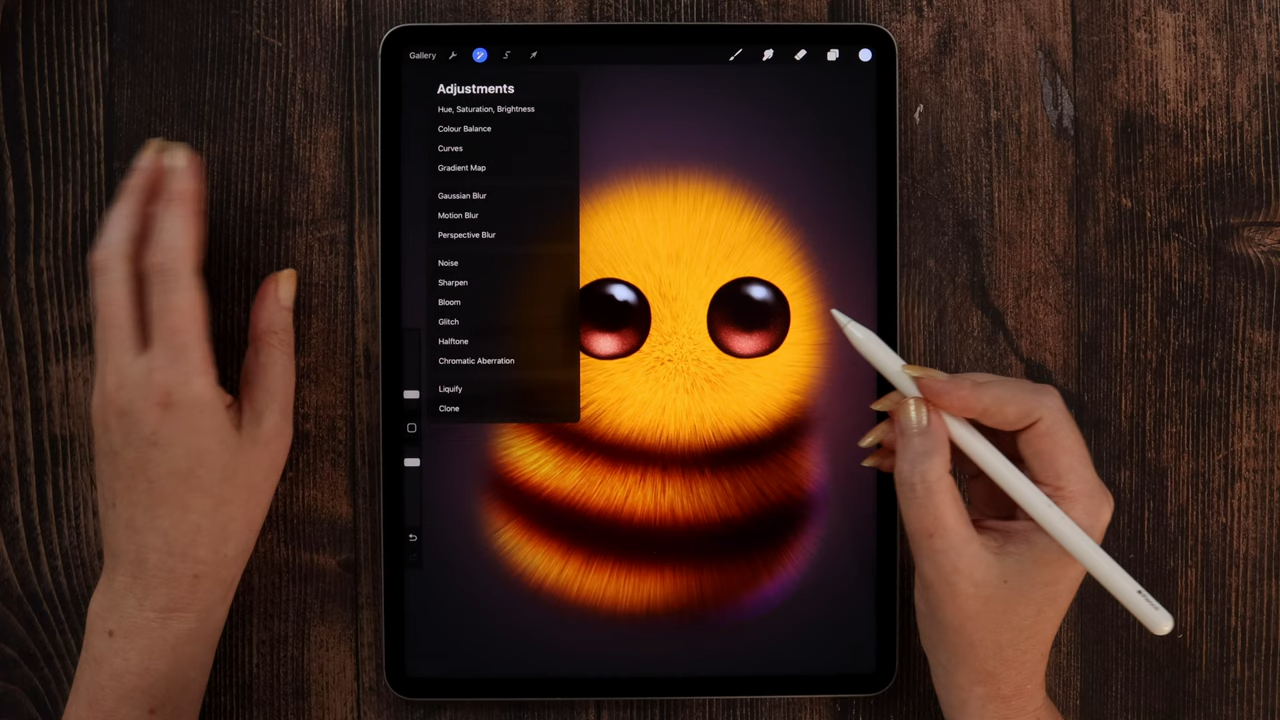 Gallery
Adjustments
Hue, Saturation, Brightness
Colour Balance
Curves
Gradient Map
Gaussian Blur
Motion Blur
Perspective Blur
Noise
Sharpen
Bloom
Glitch
Halftone
Chromatic Aberration
Liquify
Clone